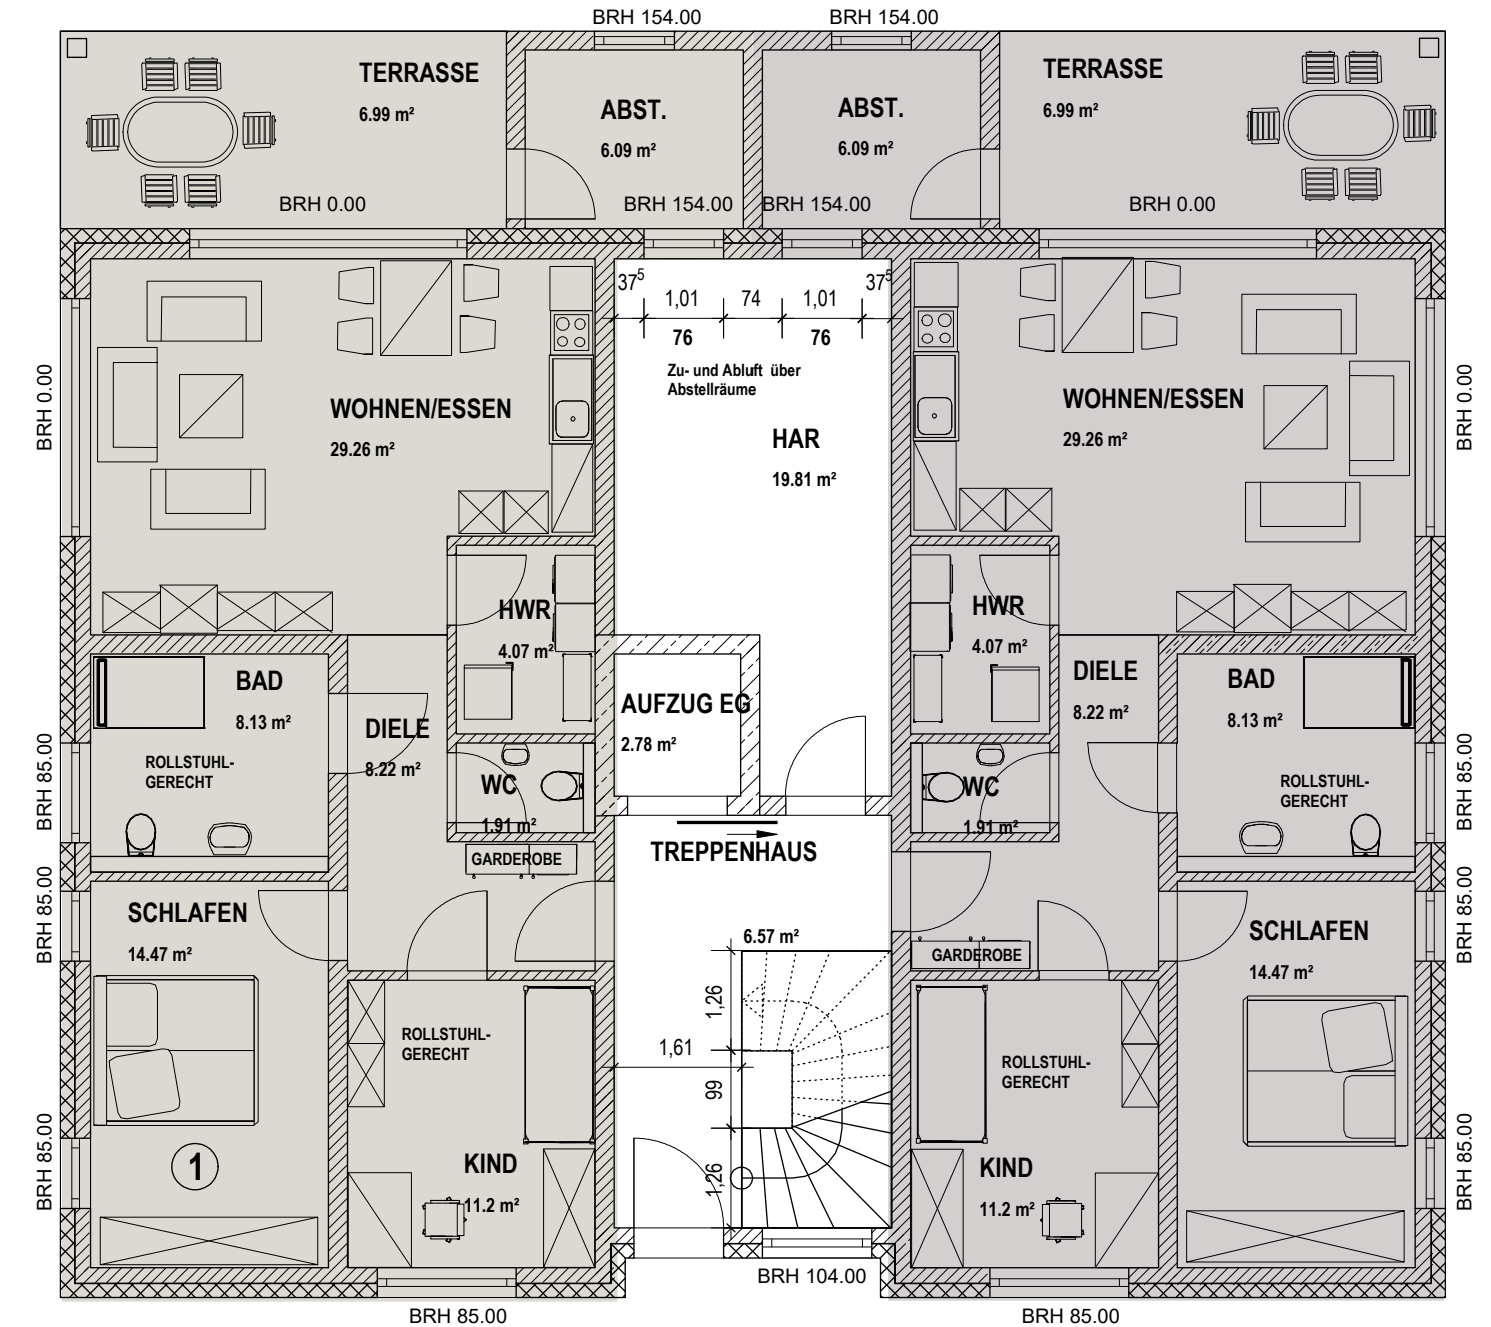 BRH 154.00
BRH 154.00
TERRASSE
6.99 m²
ABST.
6.09 m²
ABST.
6.09 m²
TERRASSE
6.99 m²
BRH 0.00
BRH 154.00
BRH 154.00
BRH 0.00
37⁵
1,01
74
1,01
37⁵
76
76
Zu- und Abluft über
Abstellräume
BRH 0.00
WOHNEN/ESSEN
29.26 m²
HAR
19.81 m²
WOHNEN/ESSEN
29.26 m²
BRH 0.00
HWR
4.07 m²
HWR
4.07 m²
BAD
8.13 m²
ROLLSTUHL-
GERECHT
DIELE
8.22 m²
AUFZUG EG
2.78 m²
DIELE
8.22 m²
BAD
8.13 m²
ROLLSTUHL-
GERECHT
BRH 85.00
BRH 85.00
WC
1.91 m²
WC
1.91 m²
GARDEROBE
TREPPENHAUS
6.57 m²
GARDEROBE
BRH 85.00
BRH 85.00
SCHLAFEN
14.47 m²
SCHLAFEN
14.47 m²
ROLLSTUHL-
GERECHT
1,61
1,26
99
1,26
ROLLSTUHL-
GERECHT
BRH 85.00
1
KIND
11.2 m²
KIND
11.2 m²
BRH 85.00
BRH 104.00
BRH 85.00
BRH 85.00